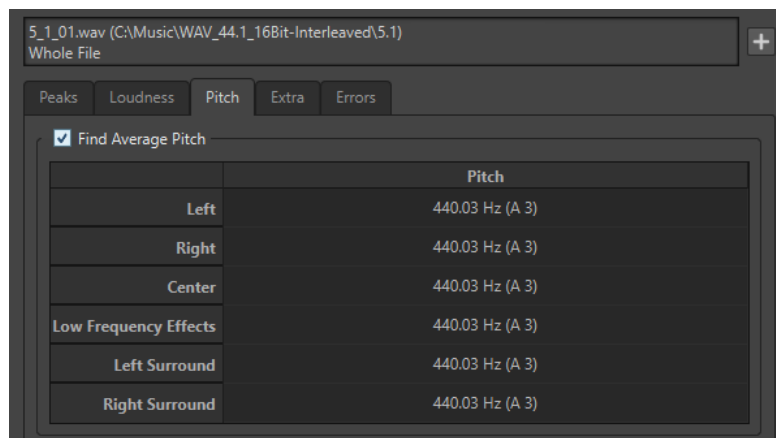 5_1_01.wav (C:\Music\WAV_44.1_16Bit-Interleaved\5.1)
Whole File
Peaks Loudness Pitch Extra Errors
Find Average Pitch
Pitch
Left 440.03 Hz (A 3)
Right 440.03 Hz (A 3)
Center 440.03 Hz (A 3)
Low Frequency Effects 440.03 Hz (A 3)
Left Surround 440.03 Hz (A 3)
Right Surround 440.03 Hz (A 3)